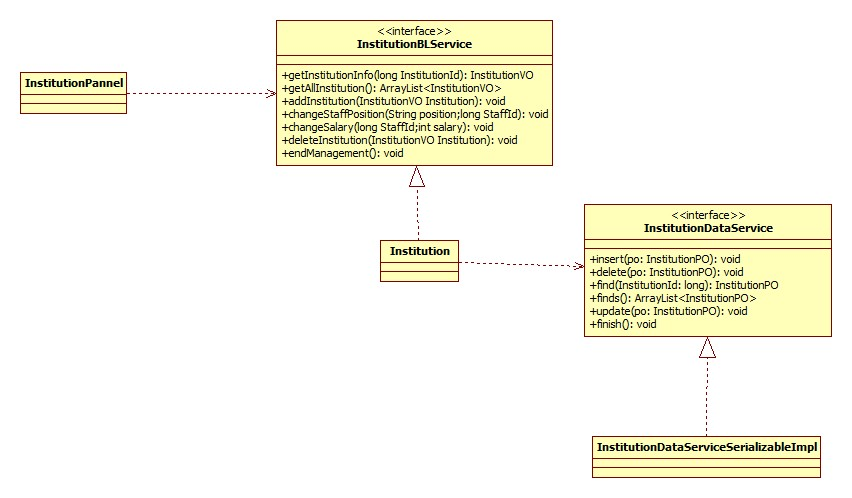 <<interface>>
InstitutionBLService
+getInstitutionInfo(long InstitutionId): InstitutionVO
+getAllInstitution(): ArrayList<InstitutionVO>
+addInstitution(InstitutionVO Institution): void
+changeStaffPosition(String position;long StaffId): void
+changeSalary(long StaffId;int salary): void
+deleteInstitution(InstitutionVO Institution): void
+endManagement(): void
InstitutionPannel
Institution
<<interface>>
InstitutionDataService
+insert(po: InstitutionPO): void
+delete(po: InstitutionPO): void
+find(InstitutionId: long): InstitutionPO
+finds(): ArrayList<InstitutionPO>
+update(po: InstitutionPO): void
+finish(): void
InstitutionDataServiceSerializableImpl